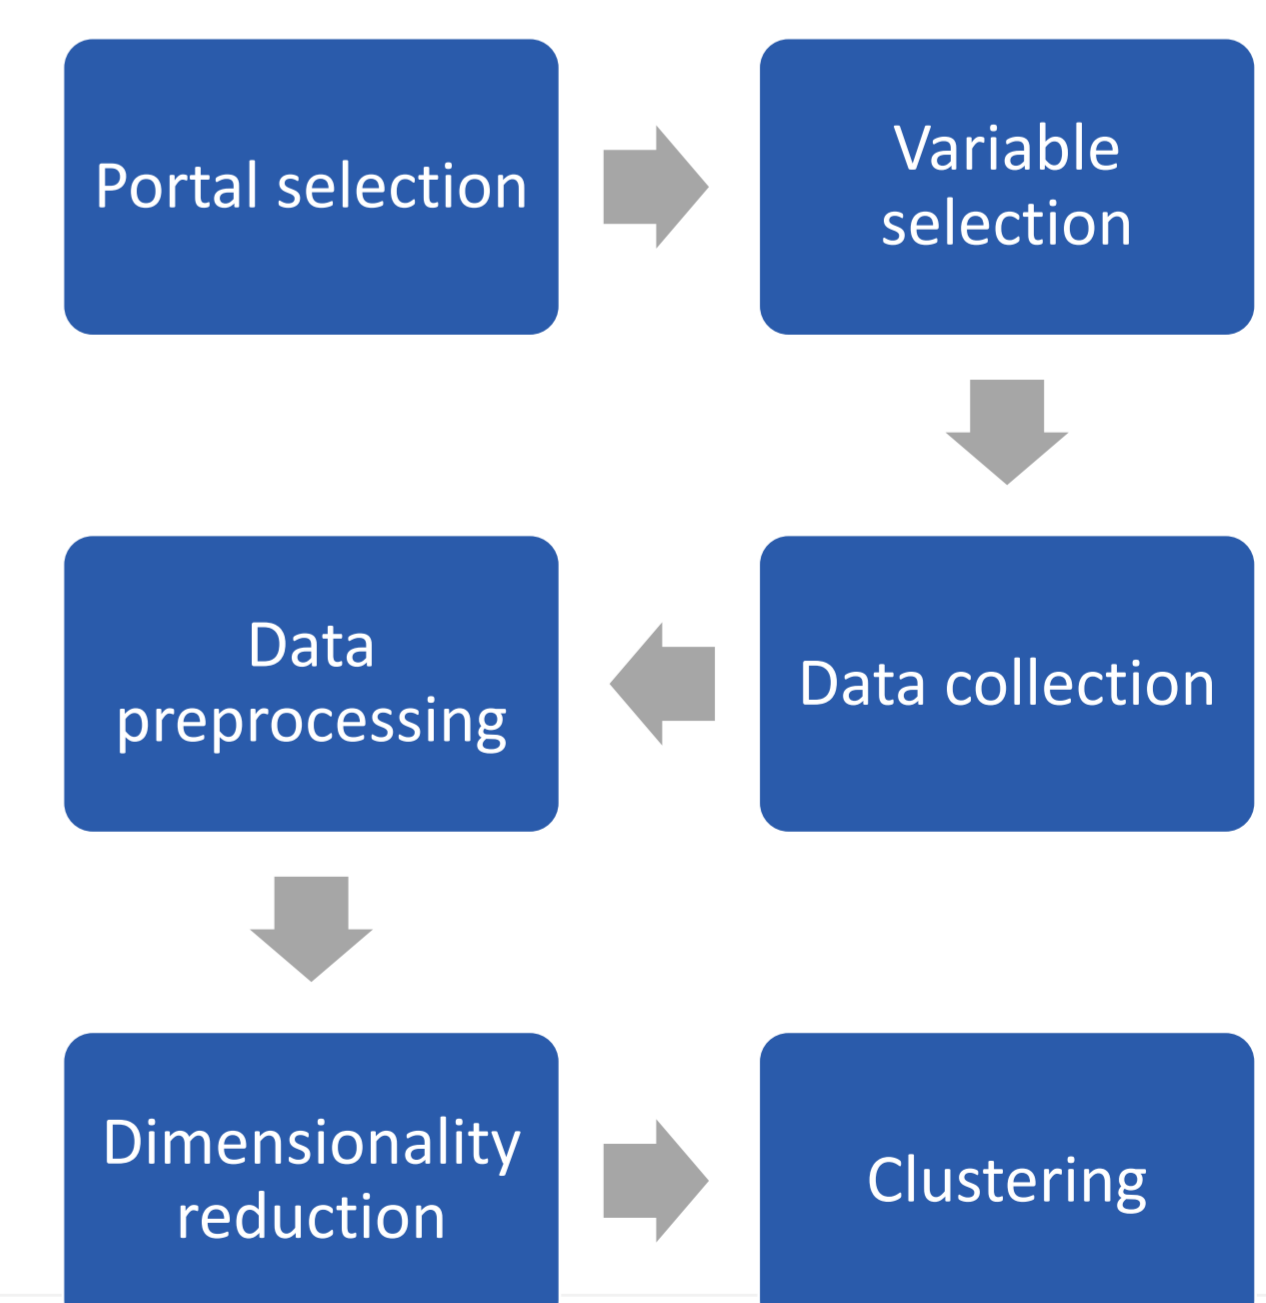 Portal selection
Variable
selection
Data collection
Data
preprocessing
Dimensionality
reduction
Clustering